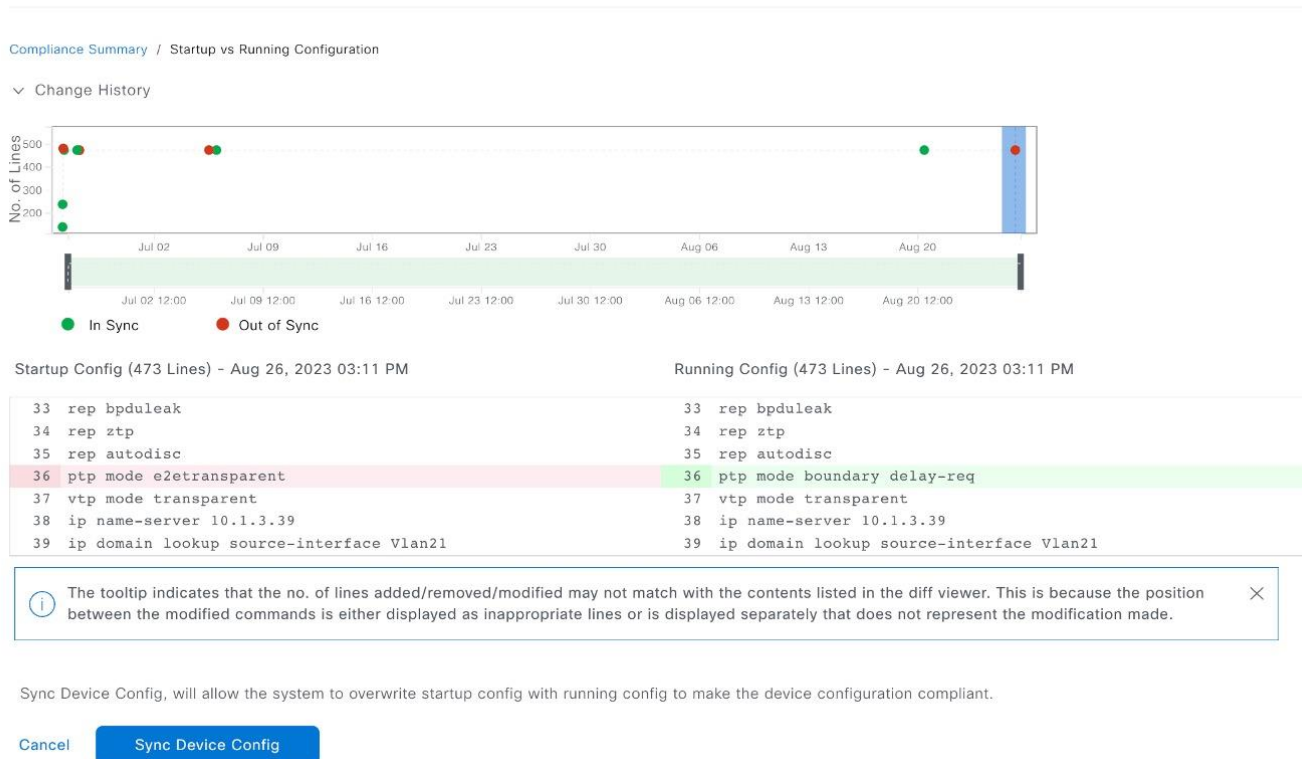 Compliance Summary / Startup vs Running Configuration
Change History
No. of Lines
500
400
300
200
Jul 02 Jul 09 Jul 16 Jul 23 Jul 30 Aug 06 Aug 13 Aug 20
Jul 02 12:00 Jul 09 12:00 Jul 16 12:00 Jul 23 12:00 Jul 30 12:00 Aug 06 12:00 Aug 13 12:00 Aug 20 12:00
In Sync Out of Sync
Startup Config (473 Lines) - Aug 26, 2023 03:11 PM
33 rep bpduleak
34 rep ztp
35 rep autodisc
36 ptp mode e2etransparent
37 vtp mode transparent
38 ip name-server 10.1.3.39
39 ip domain lookup source-interface Vlan21
Running Config (473 Lines) - Aug 26, 2023 03:11 PM
33 rep bpduleak
34 rep ztp
35 rep autodisc
36 ptp mode boundary delay-req
37 vtp mode transparent
38 ip name-server 10.1.3.39
39 ip domain lookup source-interface Vlan21
The tooltip indicates that the no. of lines added/removed/modified may not match with the contents listed in the diff viewer. This is because the position
between the modified commands is either displayed as inappropriate lines or is displayed separately that does not represent the modification made.
Sync Device Config, will allow the system to overwrite startup config with running config to make the device configuration compliant.
Cancel Sync Device Config